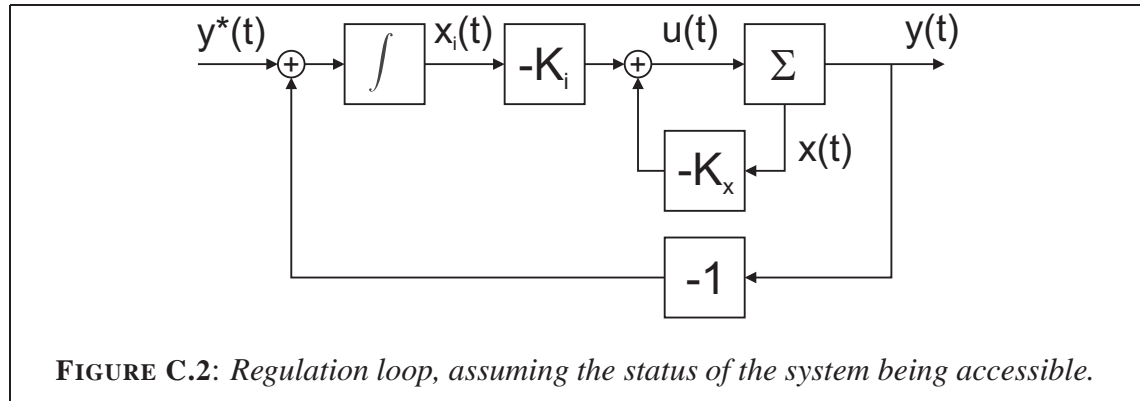 y*(t)
∫
xᵢ(t)
-Kᵢ
u(t)
Σ
y(t)
-Kₓ
x(t)
-1
FIGURE C.2: Regulation loop, assuming the status of the system being accessible.